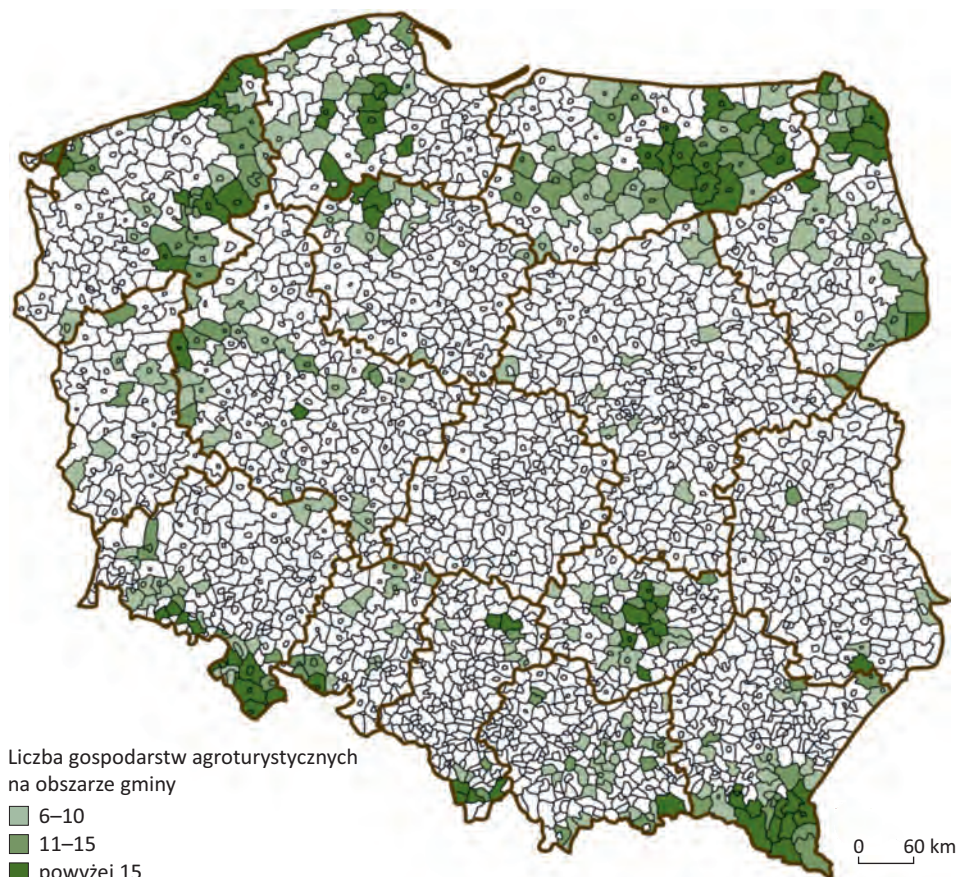 Liczba gospodarstw agroturystycznych
na obszarze gminy
6–10
11–15
powyżej 15
0 60 km